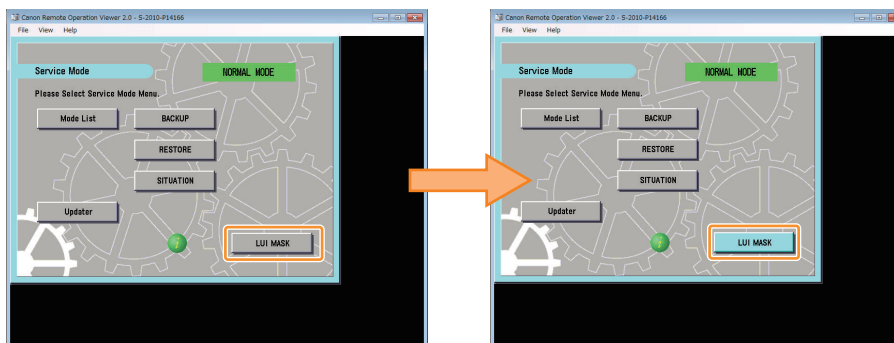 Canon Remote Operation Viewer 2.0 - S-2010-P14166
File View Help
Service Mode
NORMAL MODE
Please Select Service Mode Menu.
Mode List
BACKUP
RESTORE
SITUATION
Updater
LUI MASK
Canon Remote Operation Viewer 2.0 - S-2010-P14166
File View Help
Service Mode
NORMAL MODE
Please Select Service Mode Menu.
Mode List
BACKUP
RESTORE
SITUATION
Updater
LUI MASK